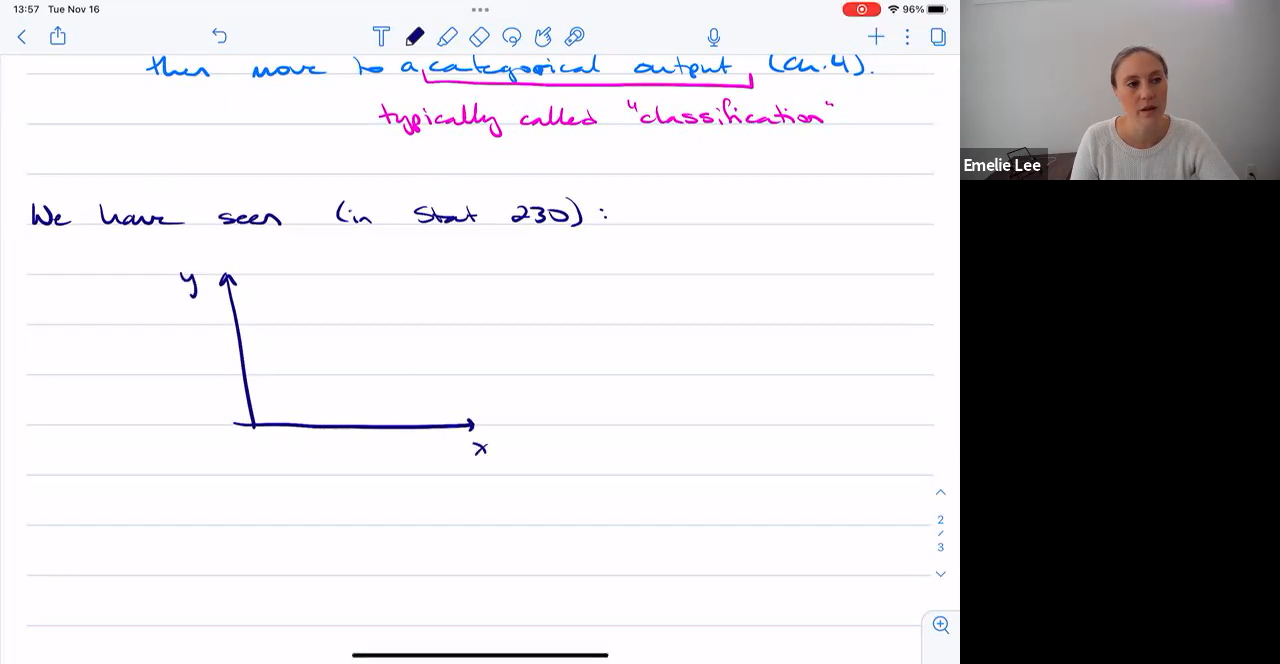 13:57 Tue Nov 16
96%
then move to a categorical output (Ch.4).
typically called "classification"
Emelie Lee
We have seen (in Stat 230):
y
x
2
/
3